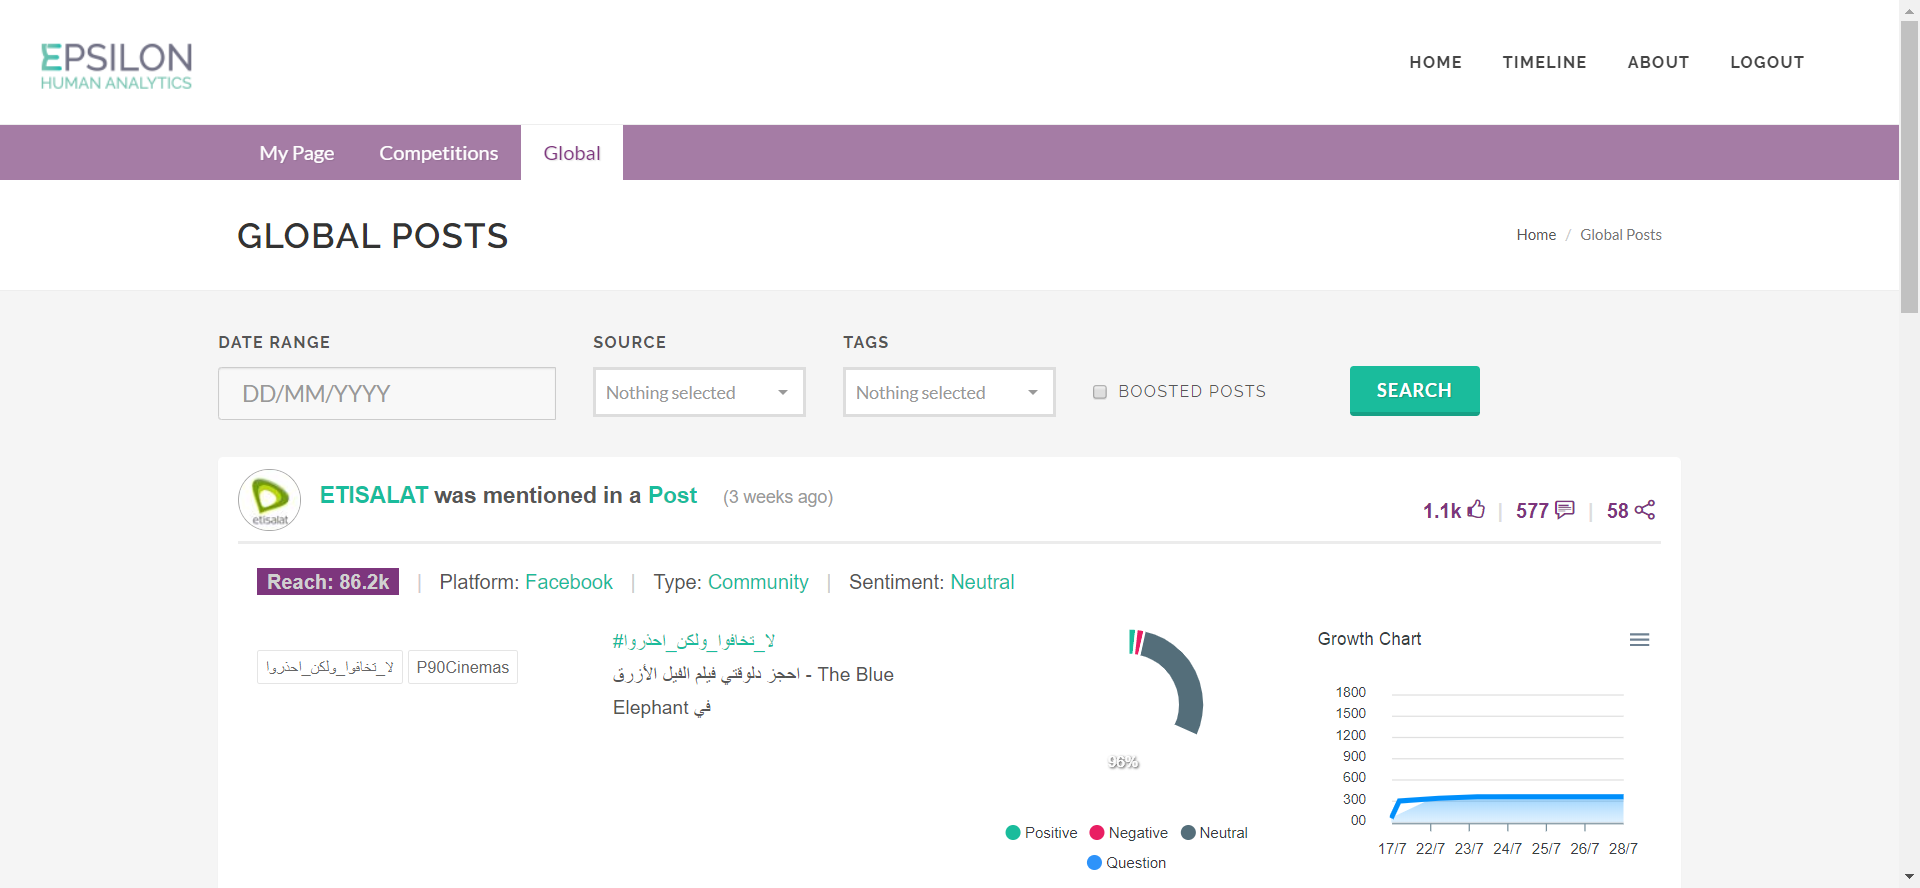 EPSILON
HUMAN ANALYTICS
HOME TIMELINE ABOUT LOGOUT
My Page Competitions Global
GLOBAL POSTS
Home / Global Posts
DATE RANGE SOURCE TAGS
DD/MM/YYYY Nothing selected Nothing selected BOOSTED POSTS SEARCH
etisalat
ETISALAT was mentioned in a Post (3 weeks ago)
1.1k | 577 | 58
Reach: 86.2k | Platform: Facebook | Type: Community | Sentiment: Neutral
لا_تخافوا_ولكن_احذروا P90Cinemas
#لا_تخافوا_ولكن_احذروا
احجز دلوقتي فيلم الفيل الأزرق - The Blue
Elephant في
96%
Positive Negative Neutral
Question
Growth Chart
1800
1500
1200
900
600
300
00
17/7 22/7 23/7 24/7 25/7 26/7 28/7